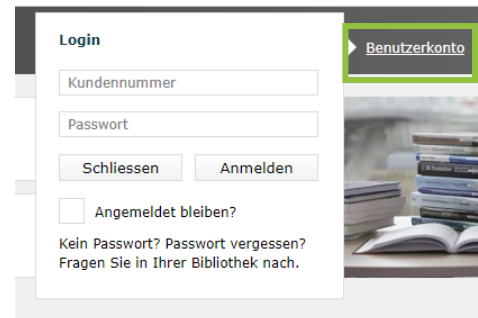 Login
Benutzerkonto
Kundennummer
Passwort
Schliessen Anmelden
Angemeldet bleiben?
Kein Passwort? Passwort vergessen?
Fragen Sie in Ihrer Bibliothek nach.